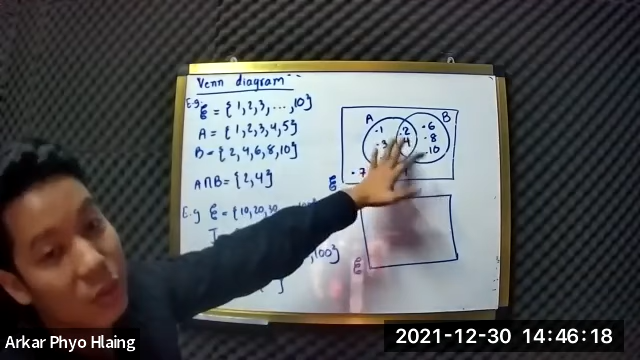 Venn diagram
E.g. ξ = {1,2,3,...,10}
A = {1,2,3,4,5}
B = {2,4,6,8,10}
A∩B = {2,4}
E.g ξ = {10,20,30
,100}
A
B
.1
.3
.2
.4
.6
.8
.10
.7
ξ
ξ
Arkar Phyo Hlaing
2021-12-30 14:46:18